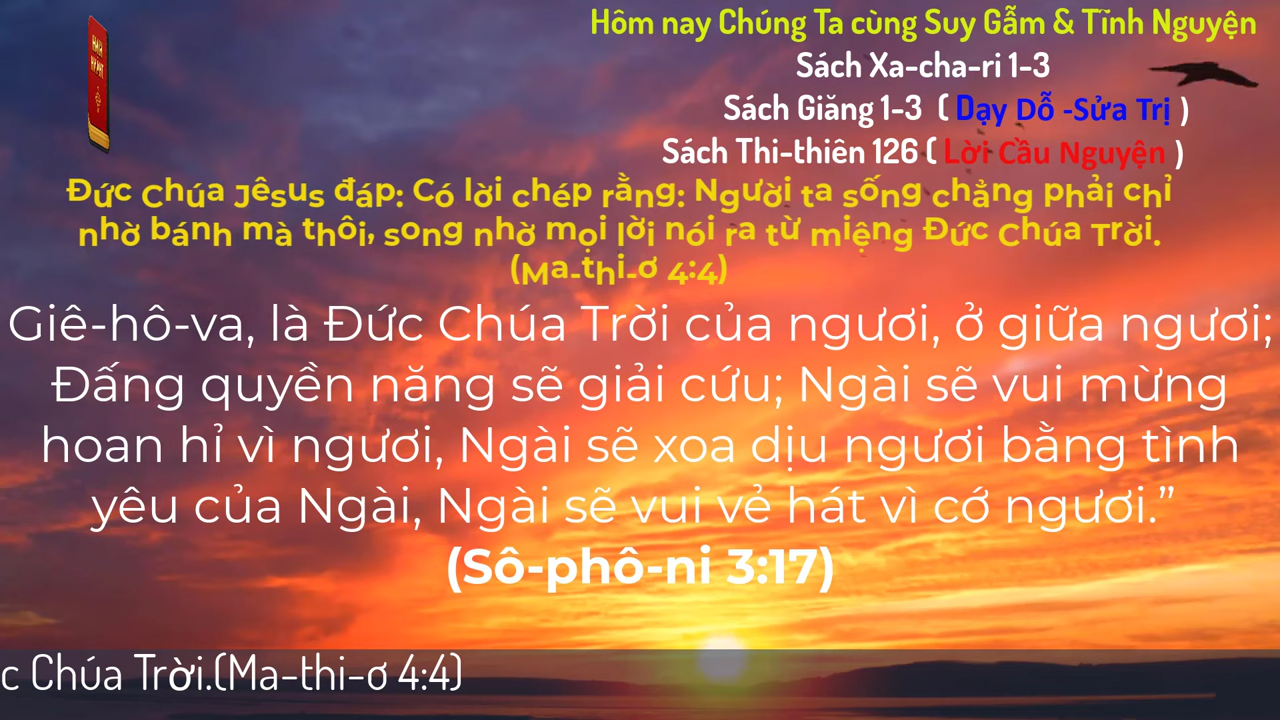 Hôm nay Chúng Ta cùng Suy Gẫm & Tĩnh Nguyện
Sách Xa-cha-ri 1-3
Sách Giăng 1-3 ( Dạy Dỗ -Sửa Trị )
Sách Thi-thiên 126 ( Lời Cầu Nguyện )
Đức Chúa Jêsus đáp: Có lời chép rằng: Người ta sống chẳng phải chỉ
nhờ bánh mà thôi, song nhờ mọi lời nói ra từ miệng Đức Chúa Trời.
(Ma-thi-ơ 4:4)
Giê-hô-va, là Đức Chúa Trời của ngươi, ở giữa ngươi;
Đấng quyền năng sẽ giải cứu; Ngài sẽ vui mừng
hoan hỉ vì ngươi, Ngài sẽ xoa dịu ngươi bằng tình
yêu của Ngài, Ngài sẽ vui vẻ hát vì cớ ngươi.”
(Sô-phô-ni 3:17)
c Chúa Trời.(Ma-thi-ơ 4:4)